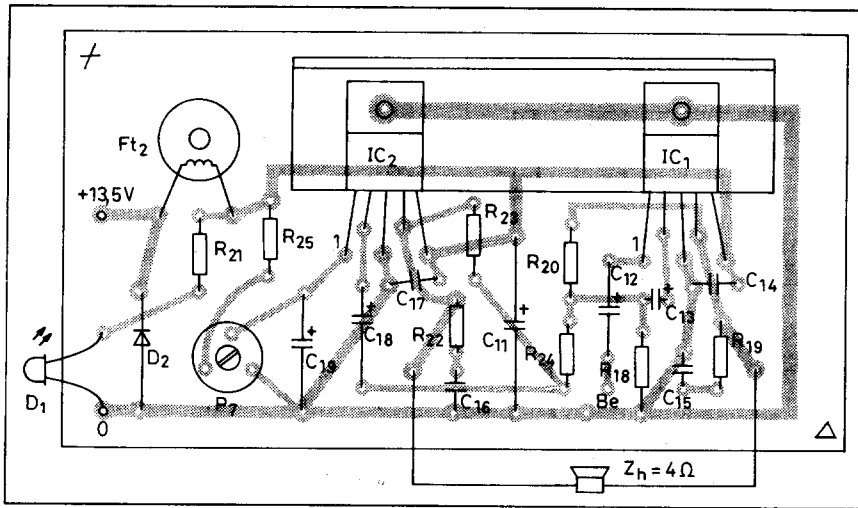 Ft₂
+13,5V
IC₂
IC₁
R₂₁
R₂₅
1
R₂₃
R₂₀
1
C₁₂
C₁₄
C₁₇
C₁₃
D₂
C₁₉
C₁₈
R₂₂
C₁₁
R₂₄
R₁₈
R₁₉
D₁
0
P₇
C₁₆
Be
C₁₅
Zₕ = 4Ω
+
+
+
+
+